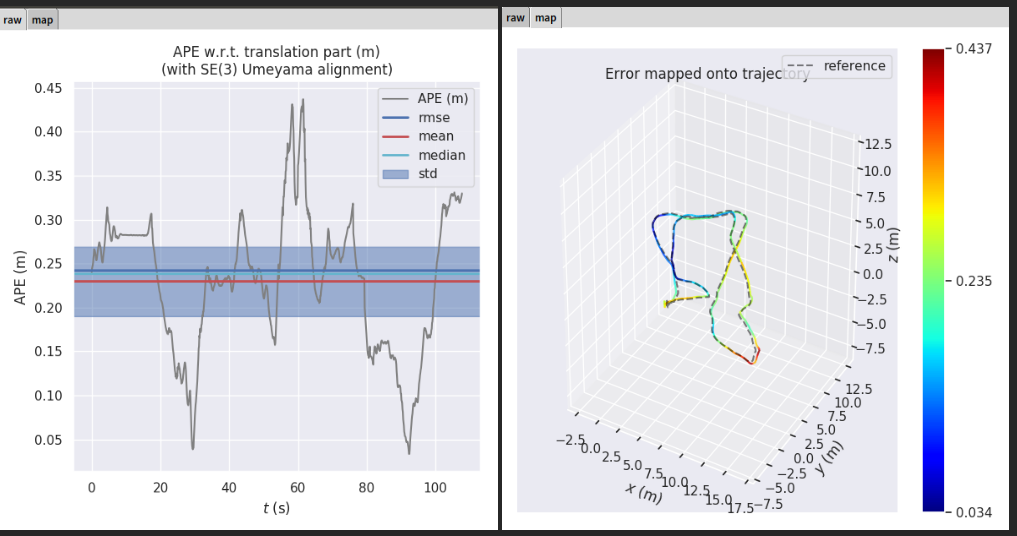 raw map
APE w.r.t. translation part (m)
(with SE(3) Umeyama alignment)
APE (m)
0.45
0.40
0.35
0.30
0.25
0.20
0.15
0.10
0.05
0 20 40 60 80 100
t (s)
APE (m)
rmse
mean
median
std
raw map
Error mapped onto trajectory
reference
12.5
10.0
7.5
5.0
2.5
0.0
−2.5
−5.0
−7.5
z (m)
12.5
10.0
7.5
5.0
2.5
0.0
−2.5
−5.0
−7.5
y (m)
−2.5
0.0
2.5
5.0
7.5
10.0
12.5
15.0
17.5
x (m)
0.437
0.235
0.034